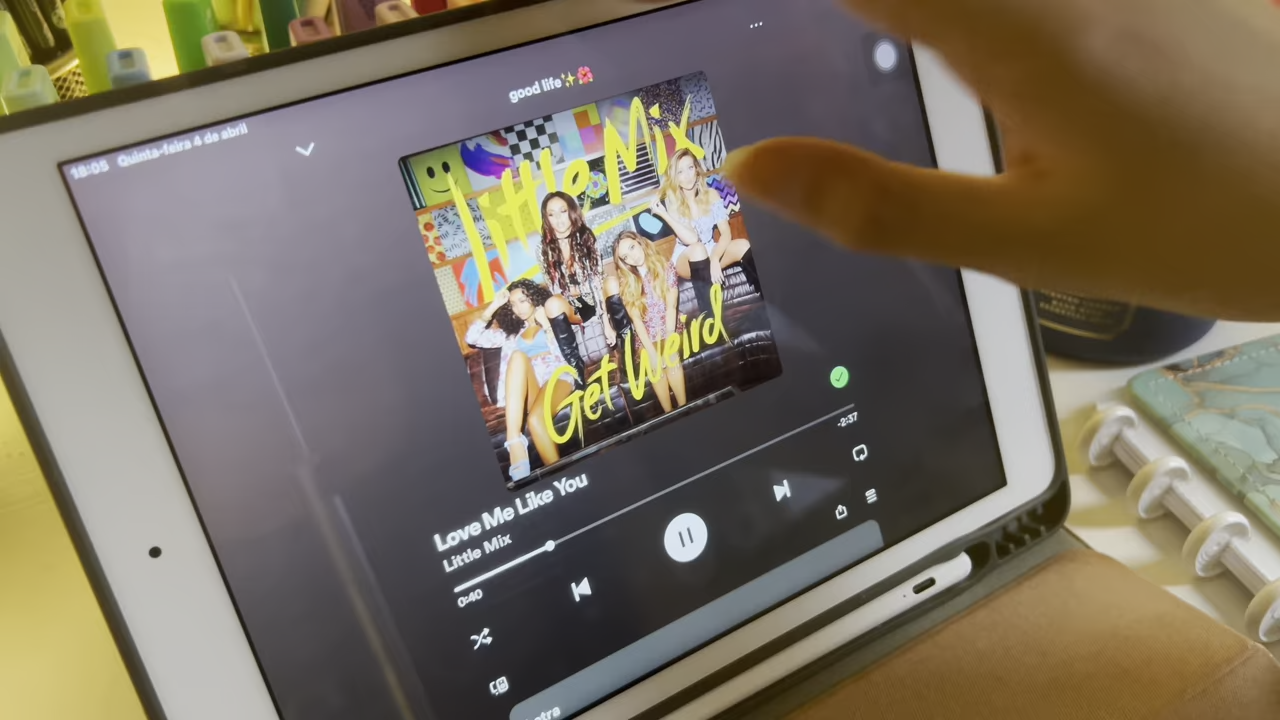 18:05 Quinta-feira 4 de abril
good life✨🌺
Little Mix
Get Weird
Love Me Like You
Little Mix
0:40
-2:37